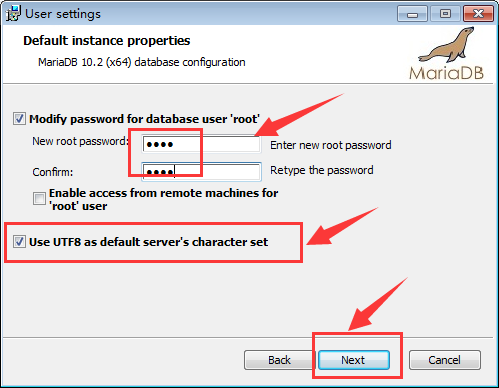 User settings
Default instance properties
MariaDB 10.2 (x64) database configuration
MariaDB
Modify password for database user 'root'
New root password:
Enter new root password
Confirm:
Retype the password
Enable access from remote machines for
'root' user
Use UTF8 as default server's character set
Back
Next
Cancel